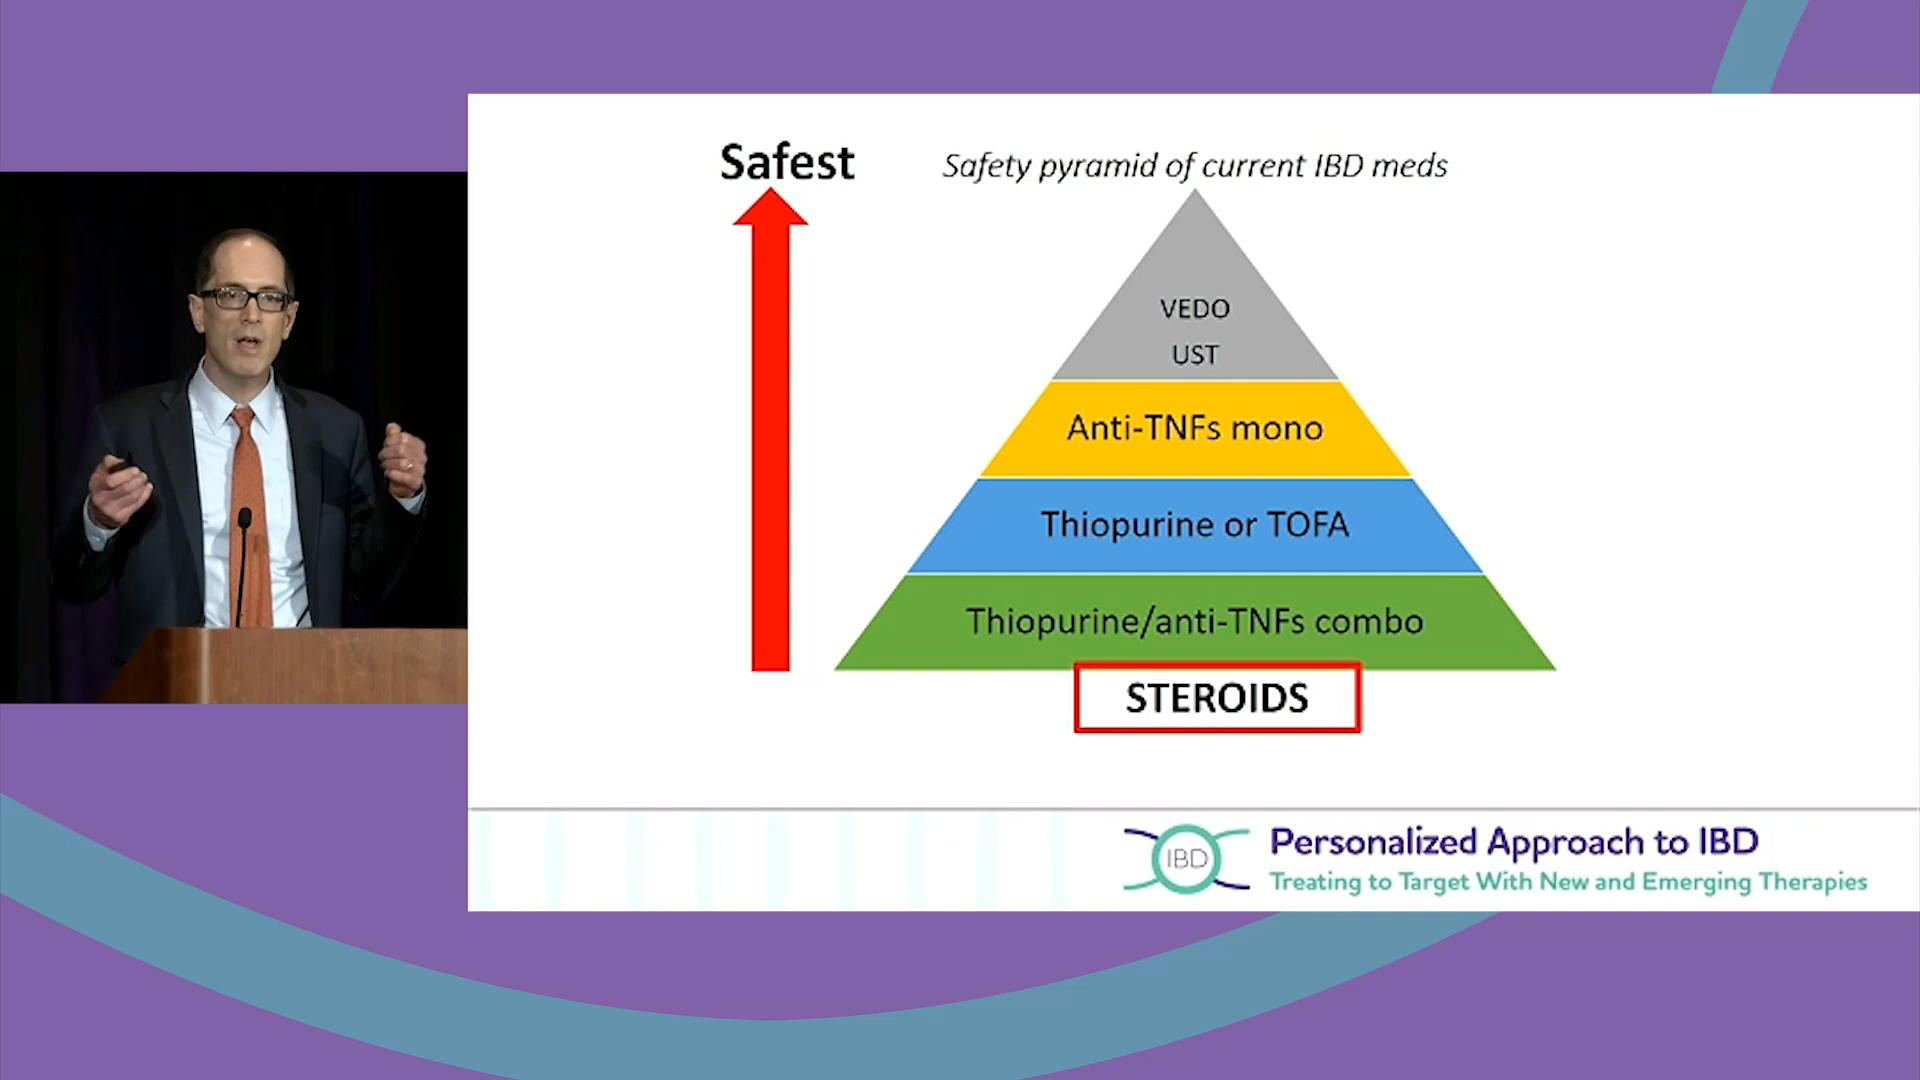 Safest
Safety pyramid of current IBD meds
VEDO
UST
Anti-TNFs mono
Thiopurine or TOFA
Thiopurine/anti-TNFs combo
STEROIDS
IBD
Personalized Approach to IBD
Treating to Target With New and Emerging Therapies